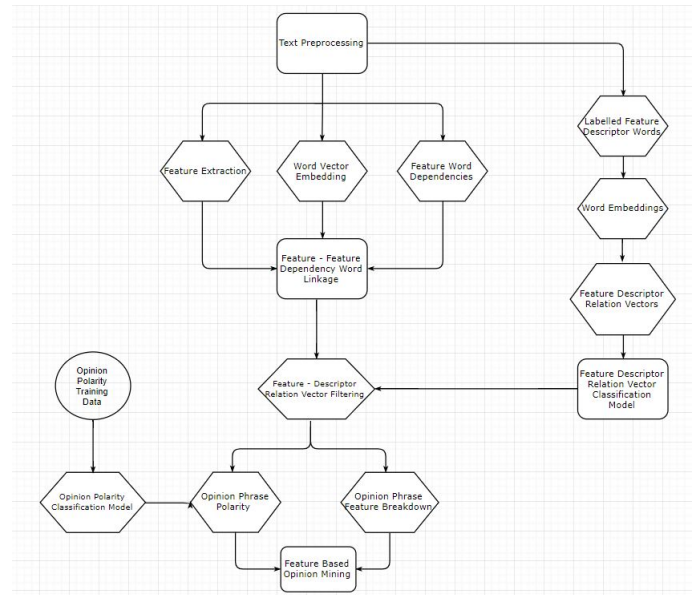 Text Preprocessing
Labelled Feature
Descriptor Words
Feature Extraction
Word Vector
Embedding
Feature Word
Dependencies
Word Embeddings
Feature - Feature
Dependency Word
Linkage
Feature Descriptor
Relation Vectors
Opinion
Polarity
Training
Data
Feature - Descriptor
Relation Vector Filtering
Feature Descriptor
Relation Vector
Classification
Model
Opinion Polarity
Classification Model
Opinion Phrase
Polarity
Opinion Phrase
Feature Breakdown
Feature Based
Opinion Mining